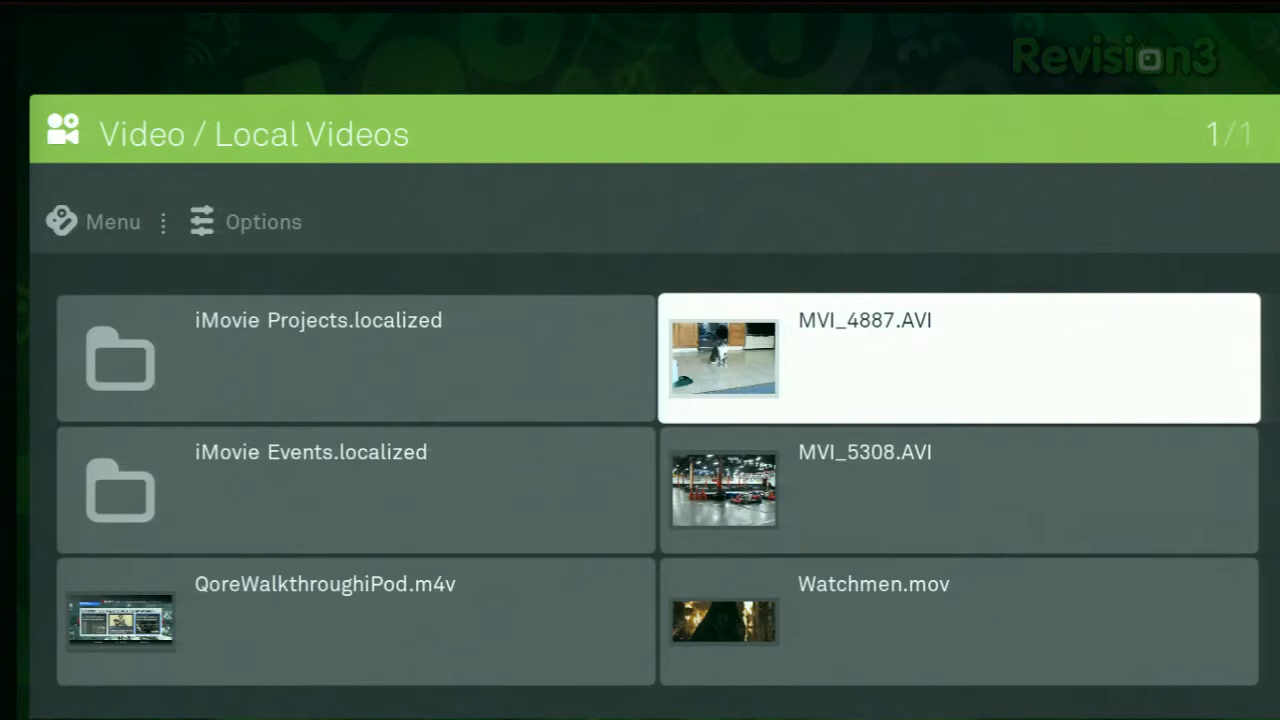 Revision3
Video / Local Videos
1/1
Menu
Options
iMovie Projects.localized
MVI_4887.AVI
iMovie Events.localized
MVI_5308.AVI
QoreWalkthroughiPod.m4v
Watchmen.mov